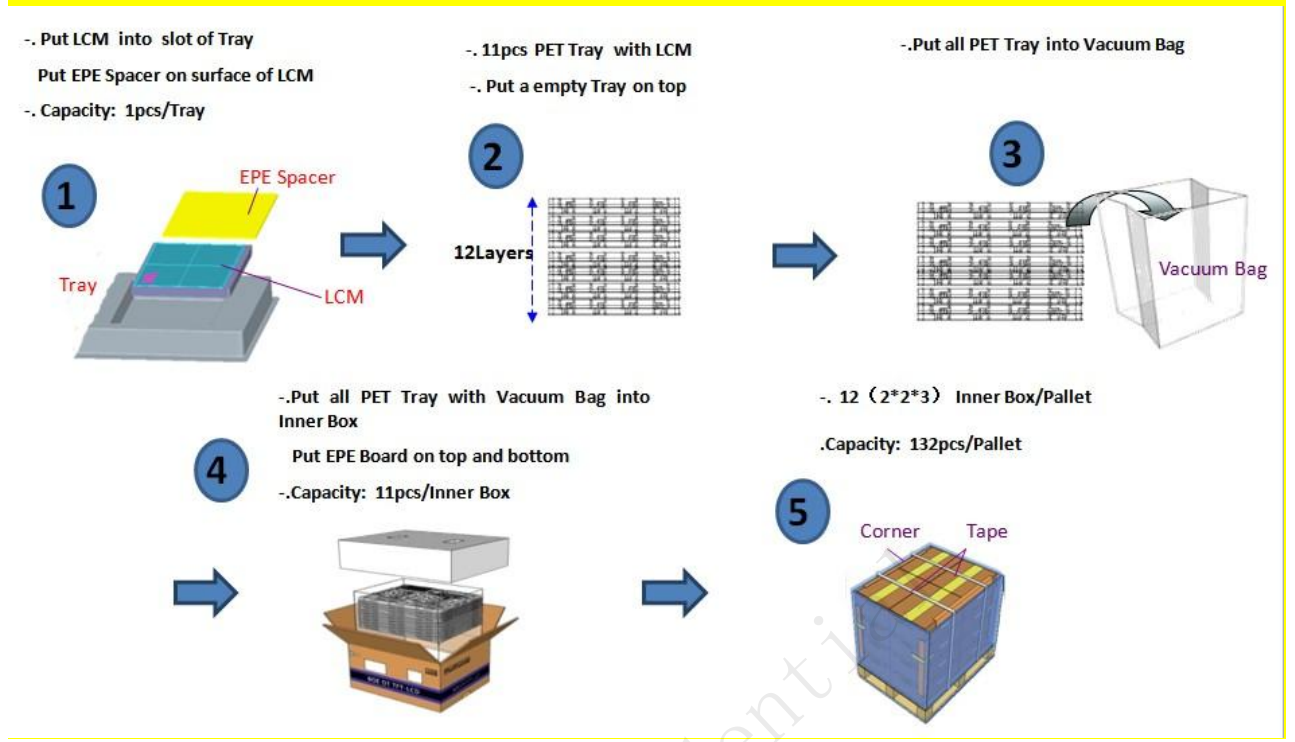 -. Put LCM into slot of Tray
Put EPE Spacer on surface of LCM
-. Capacity: 1pcs/Tray
1
EPE Spacer
Tray
LCM
-. 11pcs PET Tray with LCM
-. Put a empty Tray on top
2
12Layers
-.Put all PET Tray into Vacuum Bag
3
Vacuum Bag
-.Put all PET Tray with Vacuum Bag into
Inner Box
Put EPE Board on top and bottom
-.Capacity: 11pcs/Inner Box
4
BOE OT TFT-LCD
-. 12（2*2*3） Inner Box/Pallet
.Capacity: 132pcs/Pallet
5
Corner
Tape